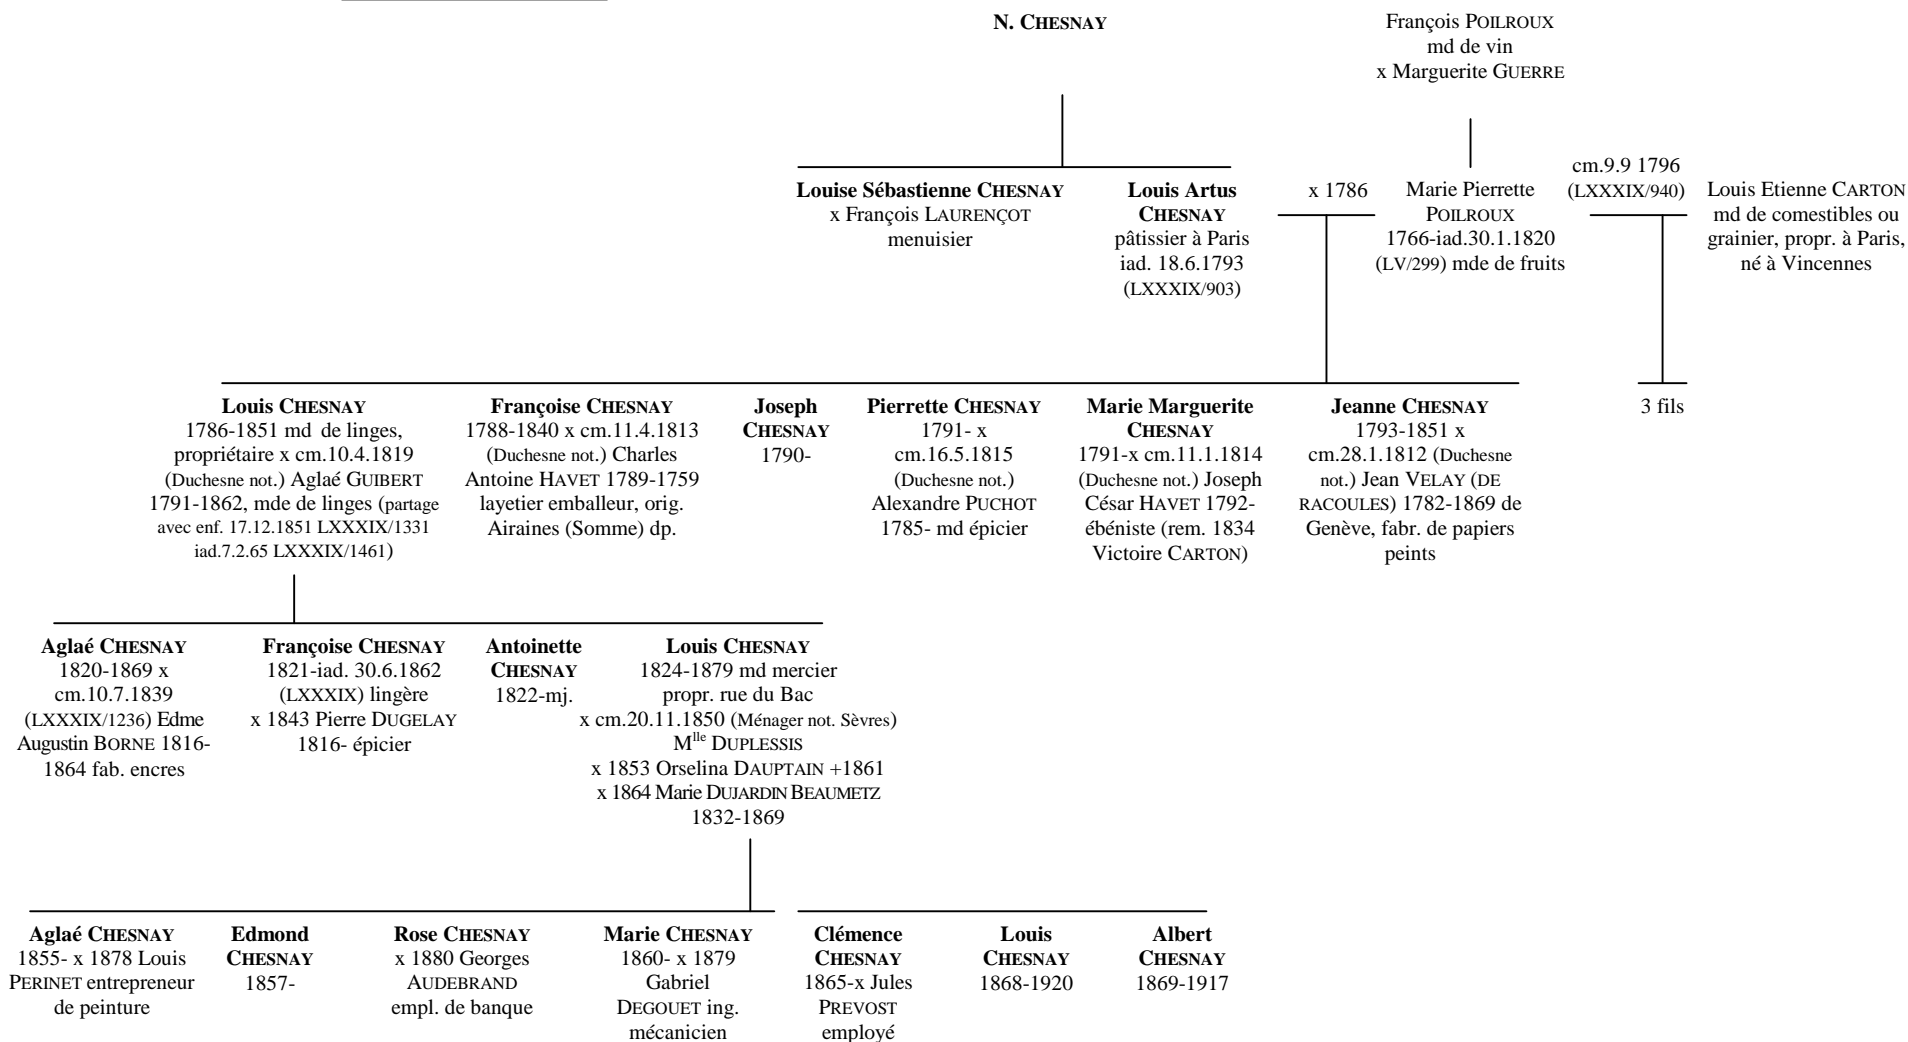 N. CHESNAY
François POILROUX
md de vin
x Marguerite GUERRE
Louise Sébastienne CHESNAY
x François LAURENÇOT
menuisier
Louis Artus
CHESNAY
pâtissier à Paris
iad. 18.6.1793
(LXXXIX/903)
x 1786
Marie Pierrette
POILROUX
1766-iad.30.1.1820
(LV/299) mde de fruits
cm.9.9 1796
(LXXXIX/940)
Louis Etienne CARTON
md de comestibles ou
grainier, propr. à Paris,
né à Vincennes
Louis CHESNAY
1786-1851 md de linges,
propriétaire x cm.10.4.1819
(Duchesne not.) Aglaé GUIBERT
1791-1862, mde de linges (partage
avec enf. 17.12.1851 LXXXIX/1331
iad.7.2.65 LXXXIX/1461)
Françoise CHESNAY
1788-1840 x cm.11.4.1813
(Duchesne not.) Charles
Antoine HAVET 1789-1759
layetier emballeur, orig.
Airaines (Somme) dp.
Joseph
CHESNAY
1790-
Pierrette CHESNAY
1791- x
cm.16.5.1815
(Duchesne not.)
Alexandre PUCHOT
1785- md épicier
Marie Marguerite
CHESNAY
1791-x cm.11.1.1814
(Duchesne not.) Joseph
César HAVET 1792-
ébéniste (rem. 1834
Victoire CARTON)
Jeanne CHESNAY
1793-1851 x
cm.28.1.1812 (Duchesne
not.) Jean VELAY (DE
RACOULES) 1782-1869 de
Genève, fabr. de papiers
peints
3 fils
Aglaé CHESNAY
1820-1869 x
cm.10.7.1839
(LXXXIX/1236) Edme
Augustin BORNE 1816-
1864 fab. encres
Françoise CHESNAY
1821-iad. 30.6.1862
(LXXXIX) lingère
x 1843 Pierre DUGELAY
1816- épicier
Antoinette
CHESNAY
1822-mj.
Louis CHESNAY
1824-1879 md mercier
propr. rue du Bac
x cm.20.11.1850 (Ménager not. Sèvres)
Mlle DUPLESSIS
x 1853 Orselina DAUPTAIN +1861
x 1864 Marie DUJARDIN BEAUMETZ
1832-1869
Aglaé CHESNAY
1855- x 1878 Louis
PERINET entrepreneur
de peinture
Edmond
CHESNAY
1857-
Rose CHESNAY
x 1880 Georges
AUDEBRAND
empl. de banque
Marie CHESNAY
1860- x 1879
Gabriel
DEGOUET ing.
mécanicien
Clémence
CHESNAY
1865-x Jules
PREVOST
employé
Louis
CHESNAY
1868-1920
Albert
CHESNAY
1869-1917